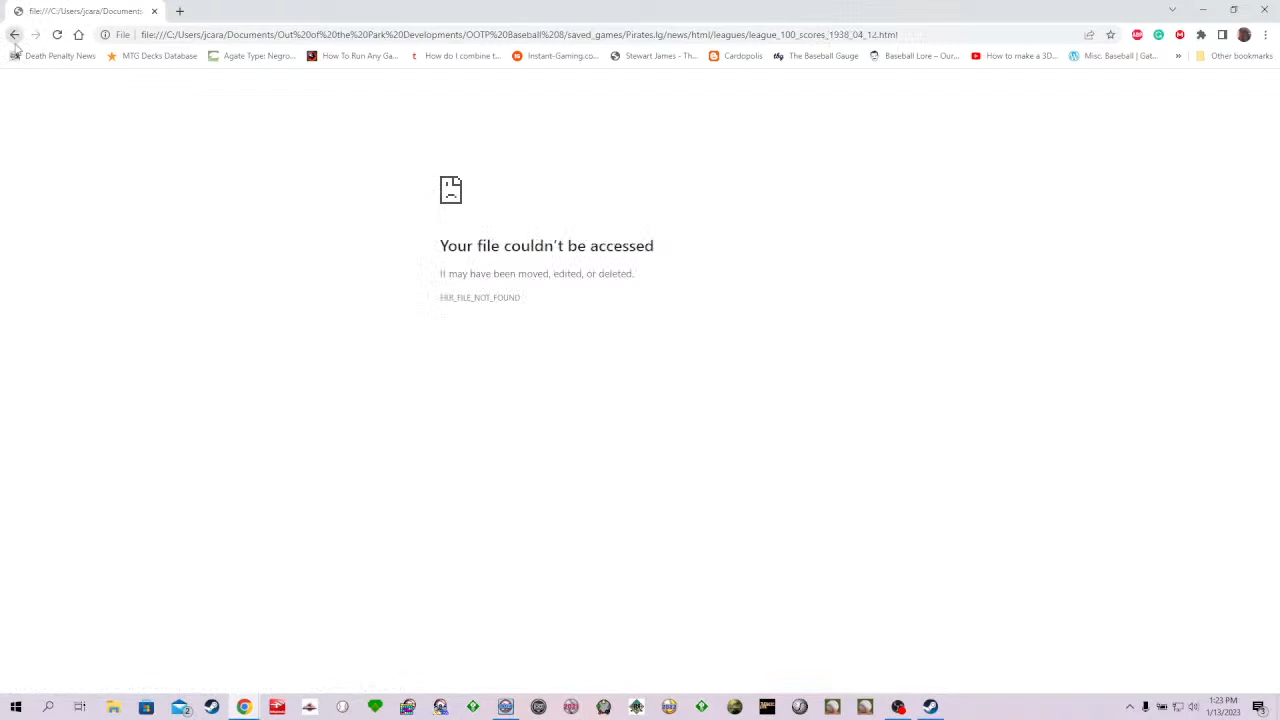 file:///C:/Users/jcara/Document:
File
file:///C:/Users/jcara/Documents/Out%20of%20the%20Park%20Developments/OOTP%20Baseball%208/saved_games/Pirates.lg/news/html/leagues/league_100_scores_1938_04_12.html
Death Penalty News
MTG Decks Database
Agate Type: Negro...
How To Run Any Ga...
How do I combine t...
Instant-Gaming.co...
Stewart James - Th...
Cardopolis
The Baseball Gauge
Baseball Lore – Our...
How to make a 3D...
Misc. Baseball | Gat...
»
Other bookmarks
Your file couldn't be accessed
It may have been moved, edited, or deleted.
ERR_FILE_NOT_FOUND
1:23 PM
1/13/2023